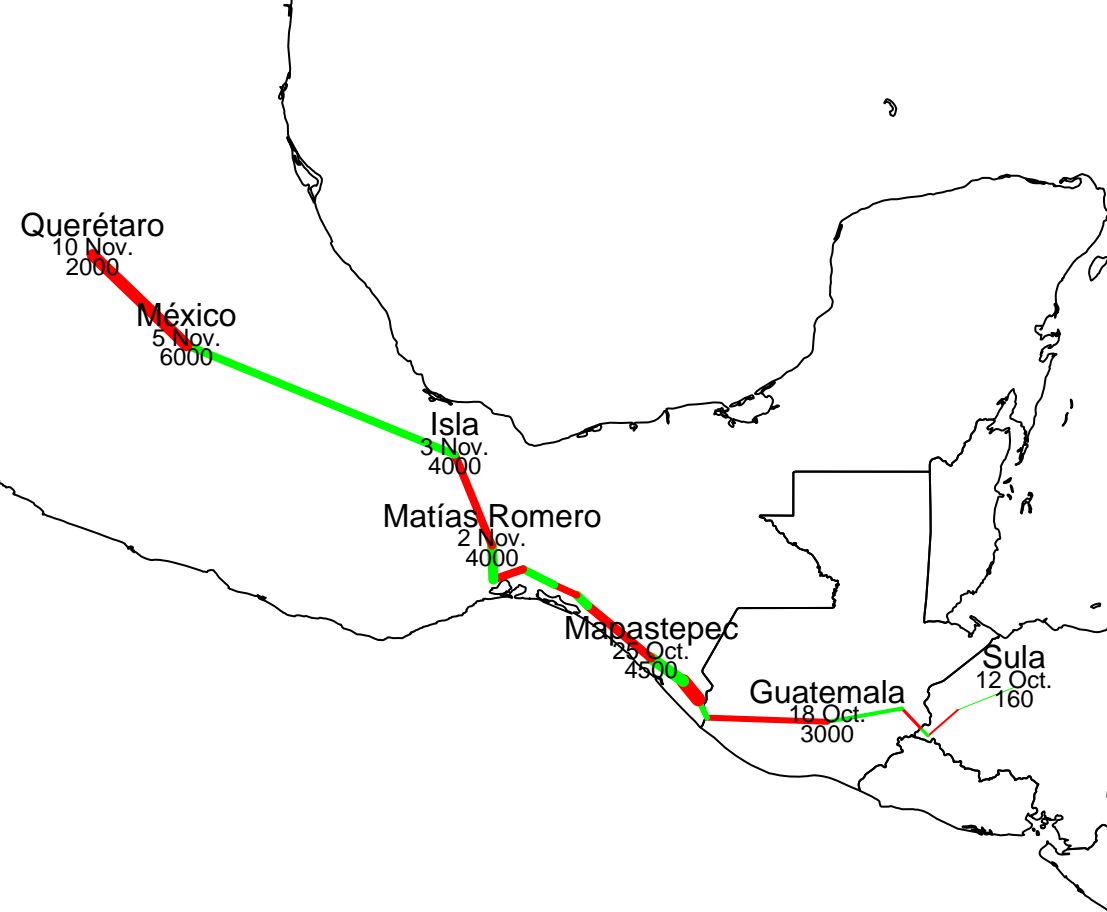 Querétaro
10 Nov.
2000
México
5 Nov.
6000
Isla
3 Nov.
4000
Matías Romero
2 Nov.
4000
Mapastepec
25 Oct.
4500
Sula
12 Oct.
160
Guatemala
18 Oct.
3000